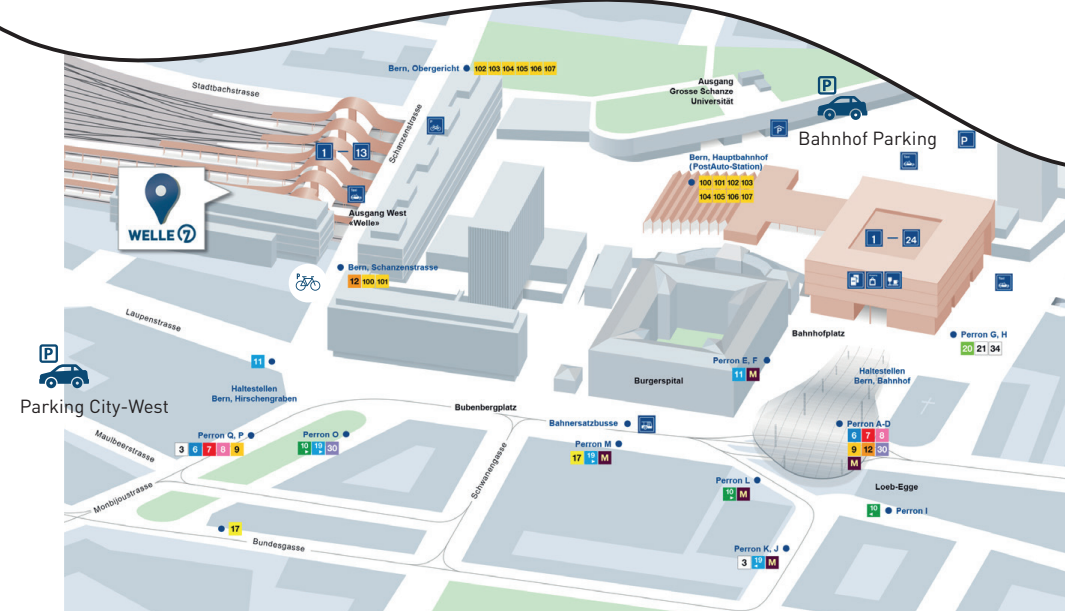 Bern, Obergericht 102 103 104 105 106 107
Stadtbachstrasse
Schanzenstrasse
Ausgang
Grosse Schanze
Universität
P
Bahnhof Parking
P
P
1 – 13
Bern, Hauptbahnhof
(PostAuto-Station)
100 101 102 103
104 105 106 107
WELLE 7
Ausgang West
«Welle»
1 – 24
Bern, Schanzenstrasse
12 100 101
P
Laupenstrasse
Bahnhofplatz
Perron G, H
20 21 34
11
P
Parking City-West
Haltestellen
Bern, Hirschengraben
Perron E, F
11 M
Burgerspital
Haltestellen
Bern, Bahnhof
Bubenbergplatz
Bahnersatzbusse
Maulbeerstrasse
Perron Q, P
3 6 7 8 9
Perron O
10 19 30
Perron M
17 19 M
Perron A-D
6 7 8
9 12 30
M
Schwanengasse
Monbijoustrasse
Perron L
10 M
Loeb-Egge
10 Perron I
17
Bundesgasse
Perron K, J
3 19 M